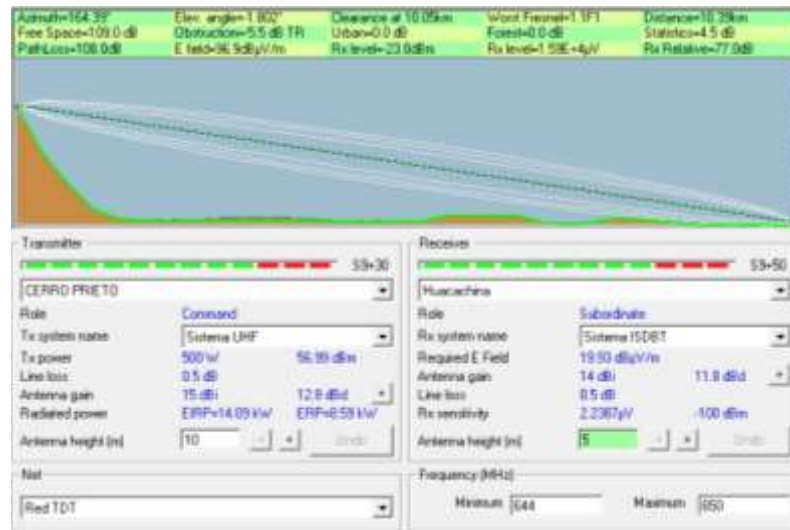 Azimuth=164.39° Elev. angle=-1.802° Clearance at 10.05km Worst Fresnel=1.1F1 Distance=10.39km
Free Space=109.0 dB Obstruction=-5.5 dB TR Urban=0.0 dB Forest=0.0 dB Statistics=4.5 dB
PathLoss=108.0dB E field=96.9dBµV/m Rx level=-23.0dBm Rx level=1.59E+4µV Rx Relative=77.0dB
Transmitter
S9+30
CERRO PRIETO
Role Command
Tx system name Sistema UHF
Tx power 500 W 56.99 dBm
Line loss 0.5 dB
Antenna gain 15 dBi 12.8 dBd +
Radiated power EIRP=14.09 kW ERP=8.59 kW
Antenna height (m) 10 - + Undo
Net
Red TDT
Receiver
S9+50
Huacachina
Role Subordinate
Rx system name Sistema ISDBT
Required E Field 19.93 dBµV/m
Antenna gain 14 dBi 11.8 dBd +
Line loss 0.5 dB
Rx sensitivity 2.2387µV -100 dBm
Antenna height (m) 5 - + Undo
Frequency (MHz)
Minimum 644 Maximum 650